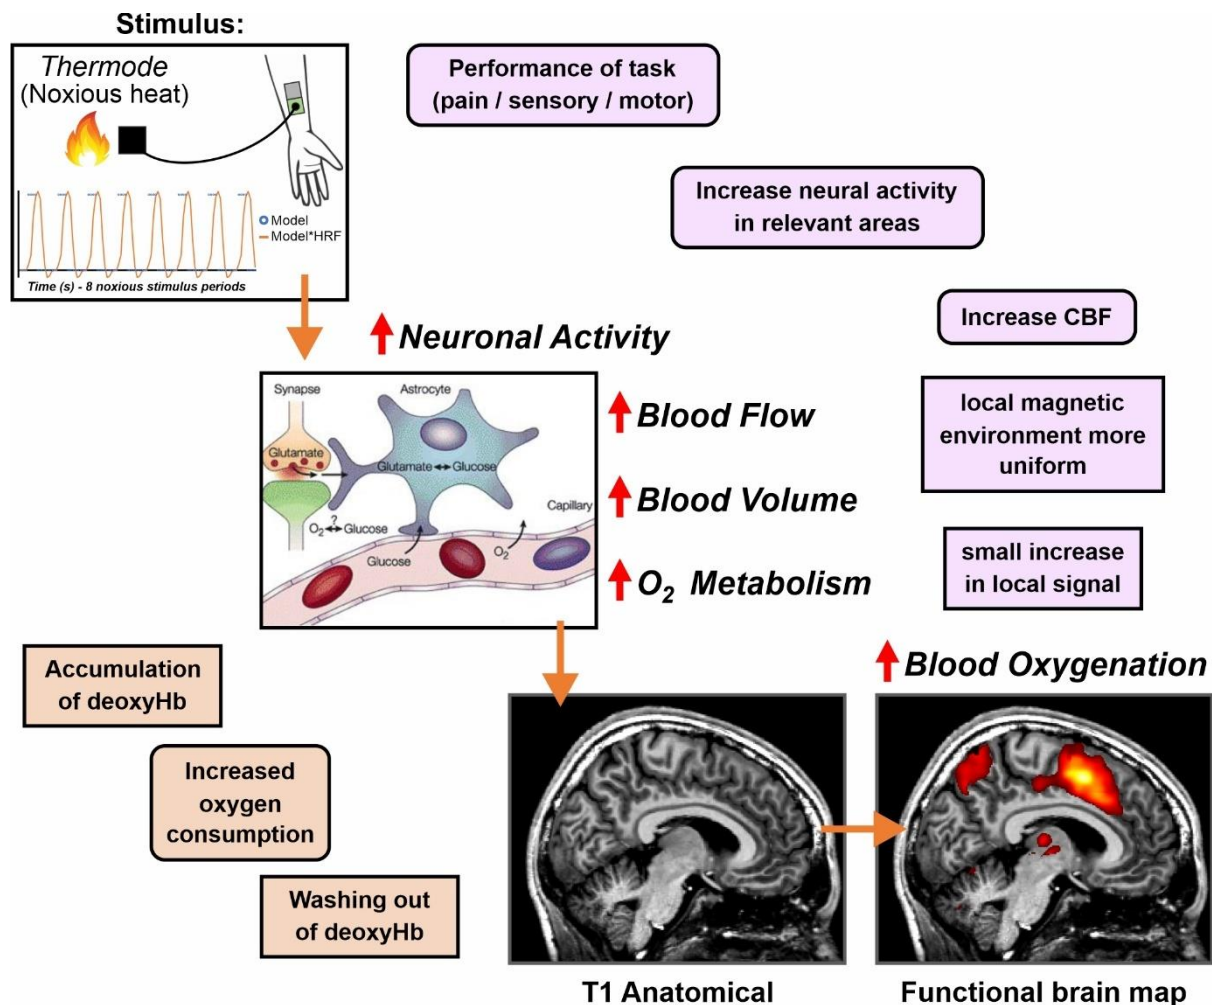 Stimulus:
Thermode
(Noxious heat)
Model
Model*HRF
Time (s) - 8 noxious stimulus periods
Performance of task
(pain / sensory / motor)
Increase neural activity
in relevant areas
Increase CBF
local magnetic
environment more
uniform
small increase
in local signal
Neuronal Activity
Blood Flow
Blood Volume
O₂ Metabolism
Synapse
Astrocyte
Glutamate
Glutamate ↔ Glucose
Capillary
?
O₂ ↔ Glucose
Glucose
O₂
Accumulation
of deoxyHb
Increased
oxygen
consumption
Washing out
of deoxyHb
Blood Oxygenation
T1 Anatomical
Functional brain map